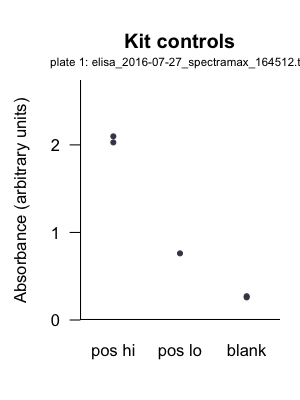 Kit controls
plate 1: elisa_2016-07-27_spectramax_164512.t
Absorbance (arbitrary units)
2
1
0
pos hi pos lo blank